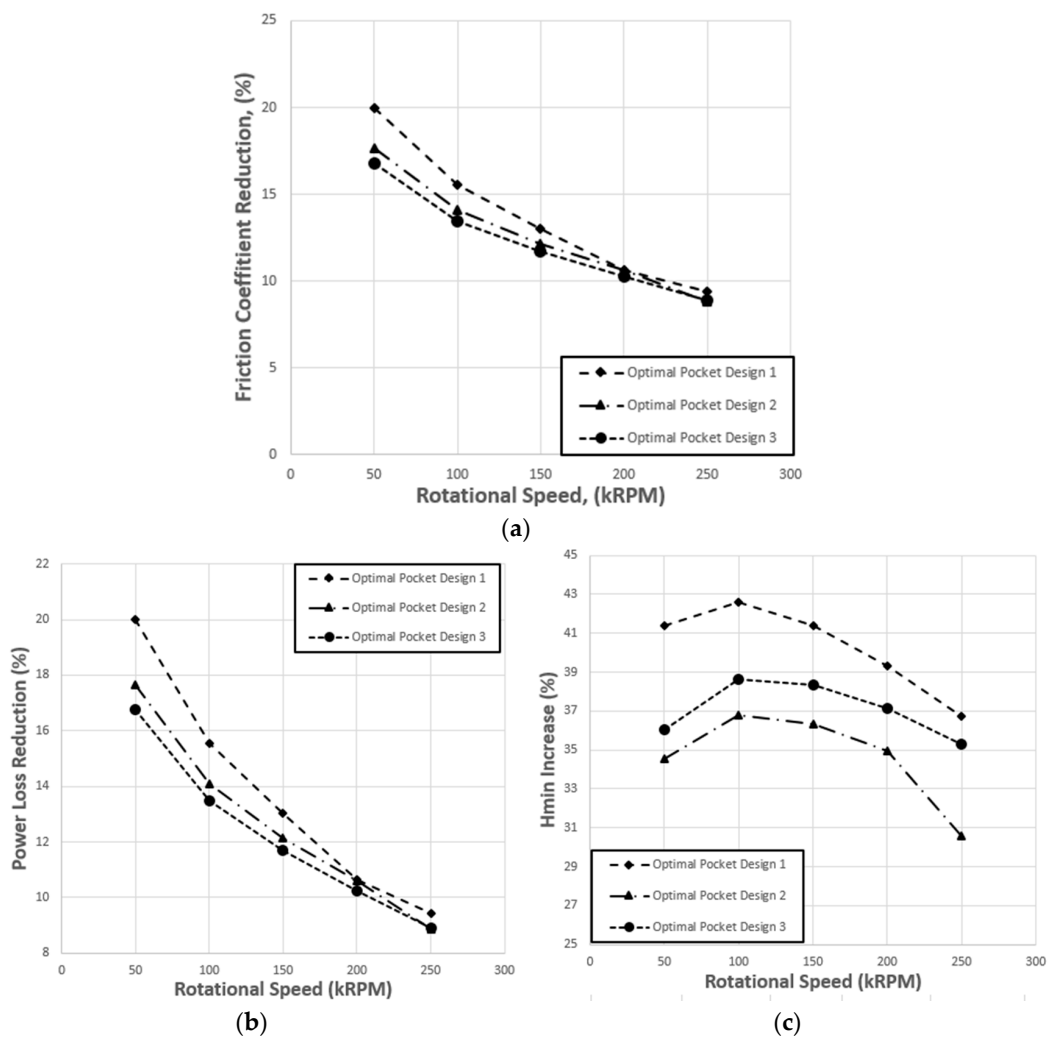 25
20
15
10
5
0
Friction Coeffitient Reduction, (%)
Optimal Pocket Design 1
Optimal Pocket Design 2
Optimal Pocket Design 3
0 50 100 150 200 250 300
Rotational Speed, (kRPM)
(a)
22
20
18
16
14
12
10
8
Power Loss Reduction (%)
Optimal Pocket Design 1
Optimal Pocket Design 2
Optimal Pocket Design 3
0 50 100 150 200 250 300
Rotational Speed (kRPM)
(b)
45
43
41
39
37
35
33
31
29
27
25
Hmin Increase (%)
Optimal Pocket Design 1
Optimal Pocket Design 2
Optimal Pocket Design 3
0 50 100 150 200 250 300
Rotational Speed (kRPM)
(c)